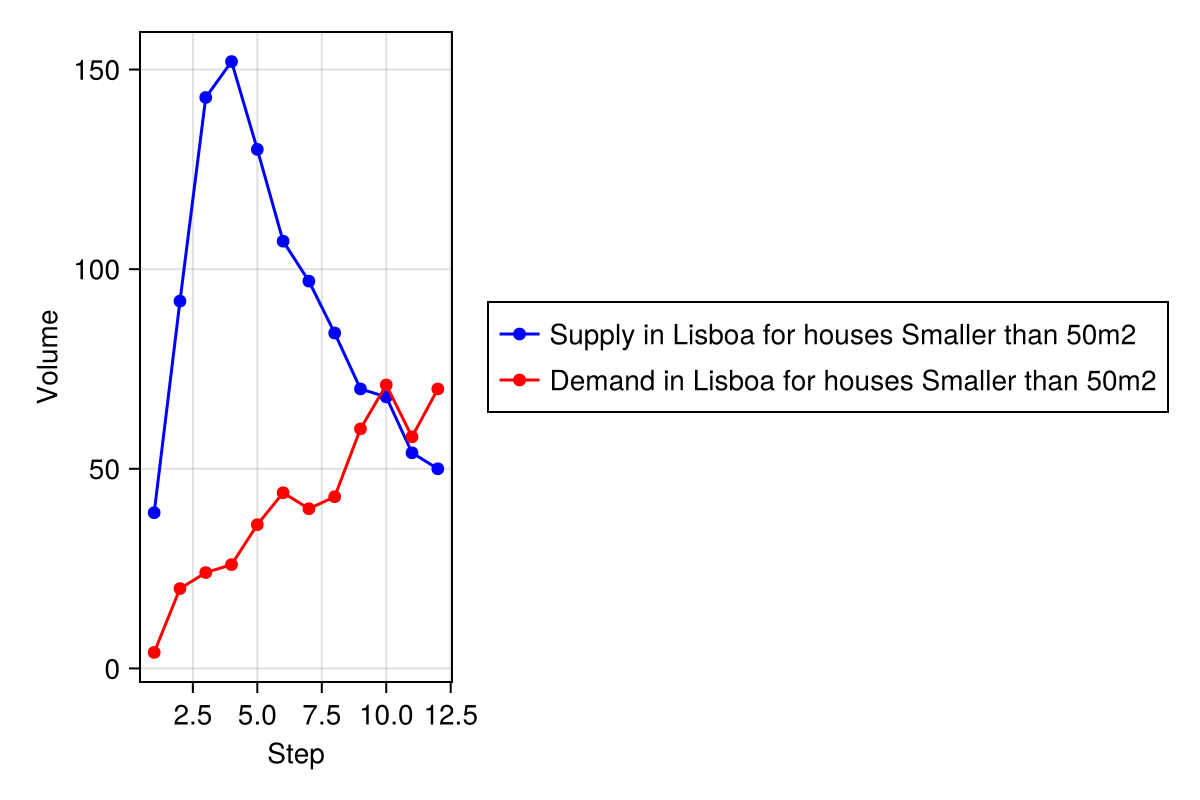 150
100
50
0
Volume
2.5 5.0 7.5 10.0 12.5
Step
Supply in Lisboa for houses Smaller than 50m2
Demand in Lisboa for houses Smaller than 50m2